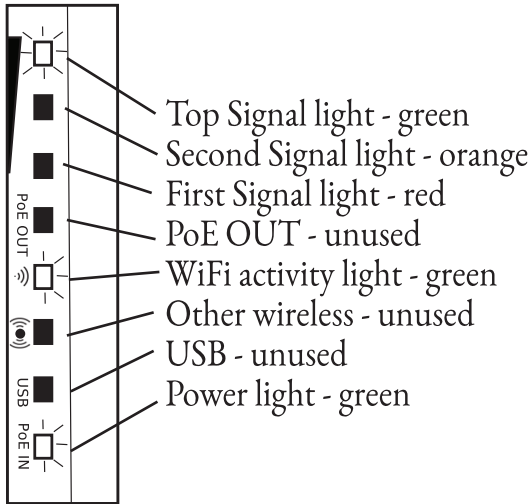 Top Signal light - green
Second Signal light - orange
First Signal light - red
PoE OUT - unused
WiFi activity light - green
Other wireless - unused
USB - unused
Power light - green
PoE OUT
USB
PoE IN